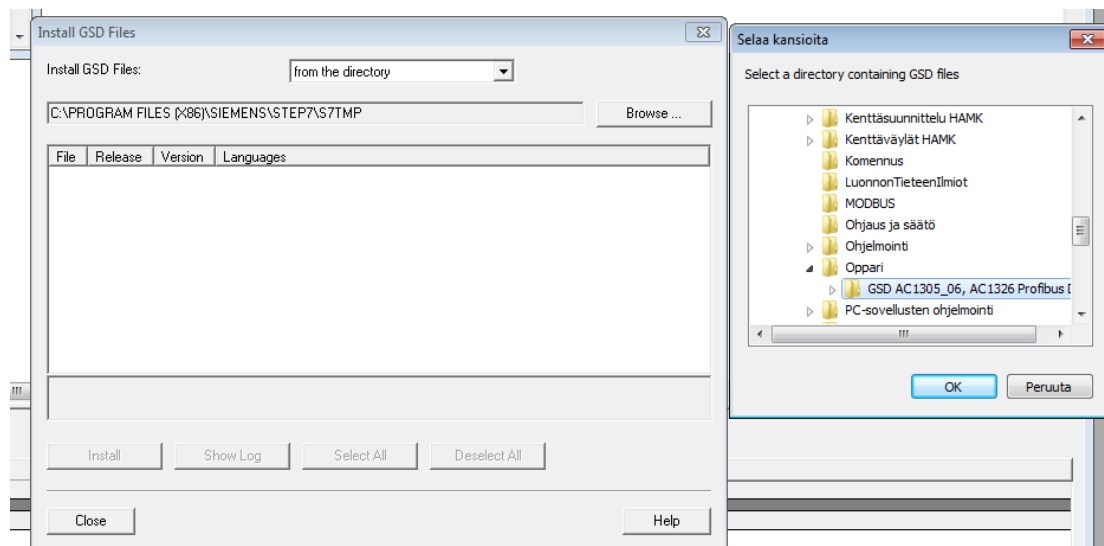 Install GSD Files
Install GSD Files:
from the directory
C:\PROGRAM FILES (X86)\SIEMENS\STEP7\S7TMP
Browse ...
File Release Version Languages
Install Show Log Select All Deselect All
Close Help
Selaa kansioita
Select a directory containing GSD files
Kenttäsuunnittelu HAMK
Kenttäväylät HAMK
Komennus
LuonnonTieteenIlmiot
MODBUS
Ohjaus ja säätö
Ohjelmointi
Oppari
GSD AC1305_06, AC1326 Profibus
PC-sovellusten ohjelmointi
OK Peruuta